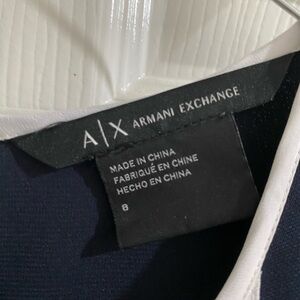 A|X ARMANI EXCHANGE
MADE IN CHINA
FABRIQUÉ EN CHINE
HECHO EN CHINA
8